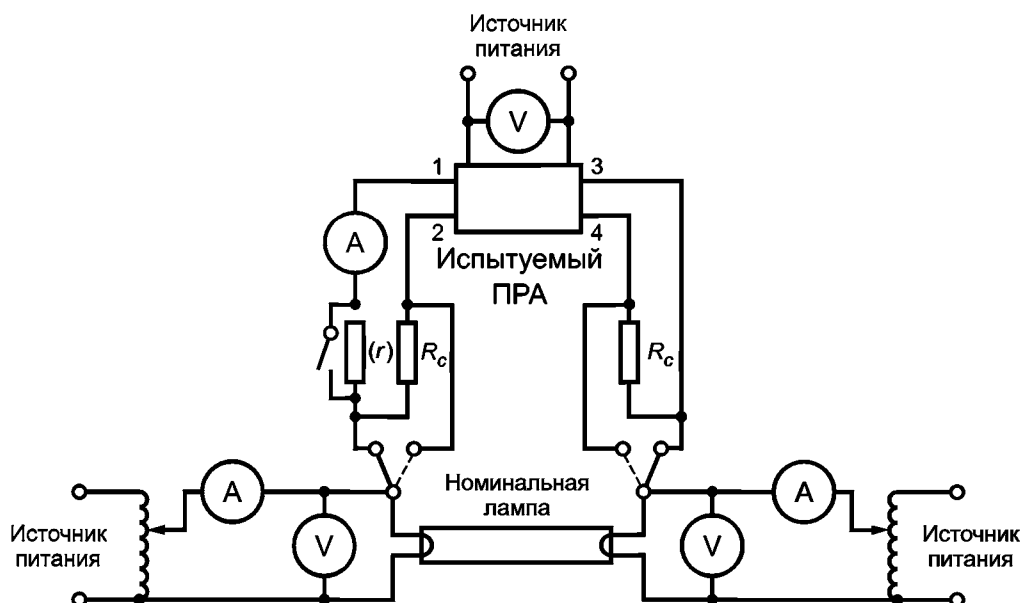 Источник
питания
V
1
3
2
4
A
Испытуемый
ПРА
(r)
Rc
Rc
A
Номинальная
лампа
A
Источник
питания
V
V
Источник
питания